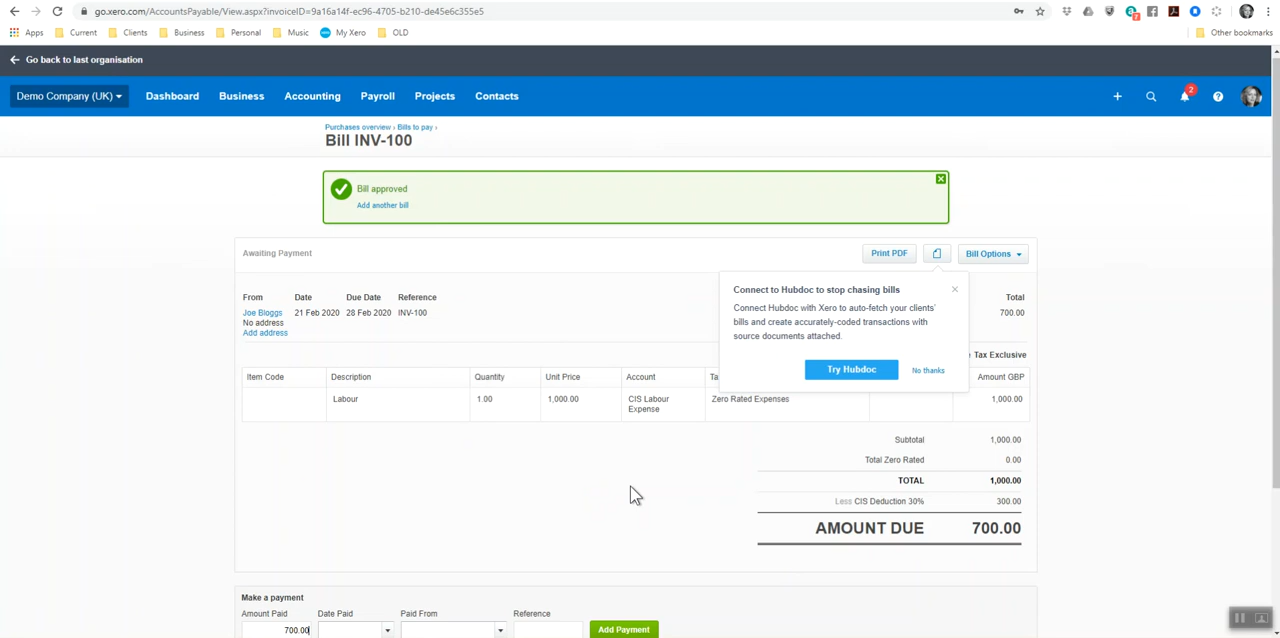 go.xero.com/AccountsPayable/View.aspx?invoiceID=9a16a14f-ec96-4705-b210-de45e6c355e5
7
Apps Current Clients Business Personal Music My Xero OLD Other bookmarks
Go back to last organisation
Demo Company (UK) Dashboard Business Accounting Payroll Projects Contacts
2
Purchases overview › Bills to pay ›
Bill INV-100
Bill approved
Add another bill
Awaiting Payment
Print PDF Bill Options
Connect to Hubdoc to stop chasing bills
Connect Hubdoc with Xero to auto-fetch your clients'
bills and create accurately-coded transactions with
source documents attached.
Try Hubdoc No thanks
From Date Due Date Reference Total
Joe Bloggs 21 Feb 2020 28 Feb 2020 INV-100 700.00
No address
Add address
Tax Exclusive
Item Code Description Quantity Unit Price Account Amount GBP
Labour 1.00 1,000.00 CIS Labour Expense Zero Rated Expenses 1,000.00
Subtotal 1,000.00
Total Zero Rated 0.00
TOTAL 1,000.00
Less CIS Deduction 30% 300.00
AMOUNT DUE 700.00
Make a payment
Amount Paid Date Paid Paid From Reference
700.00 Add Payment